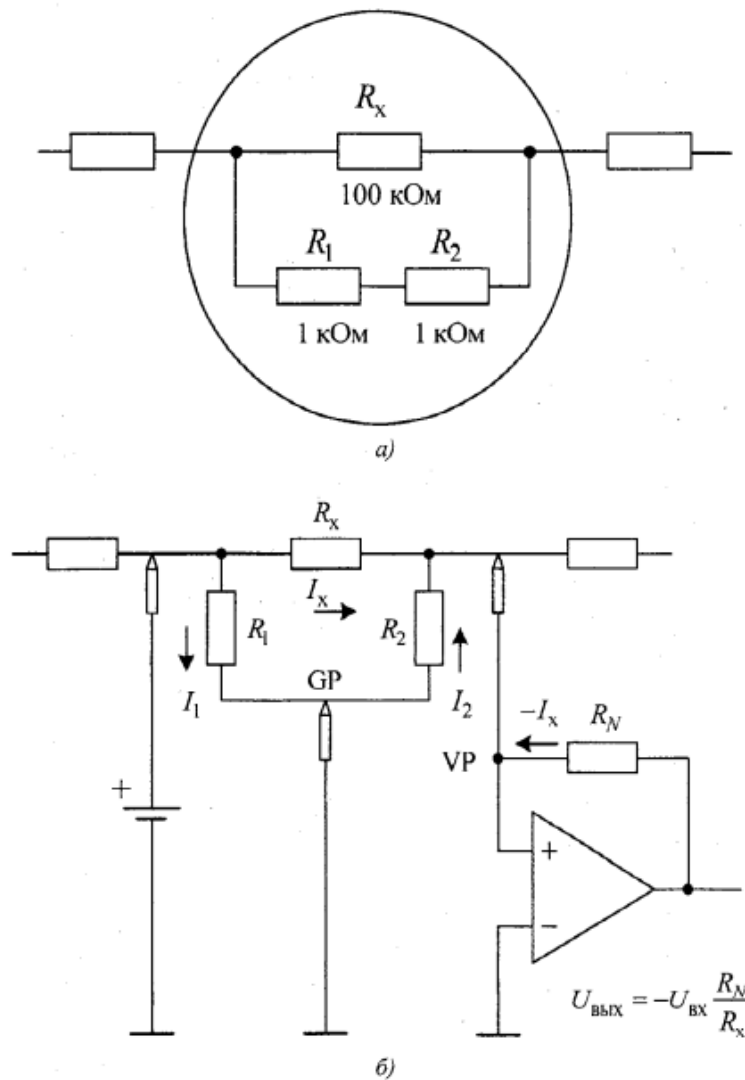 Rx
100 кОм
R1 R2
1 кОм 1 кОм
а)
Rx
Ix
R1 R2
I1 GP I2 −Ix RN
VP
+
+
−
Uвых = −Uвх RN/Rx
б)